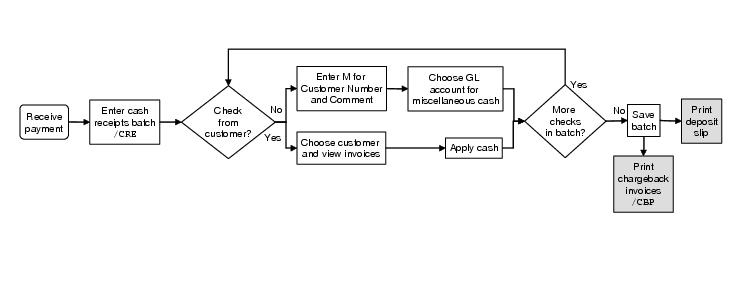 Receive
payment
Enter cash
receipts batch
/CRE
Check
from
customer?
No
Yes
Enter M for
Customer Number
and Comment
Choose GL
account for
miscellaneous cash
Choose customer
and view invoices
Apply cash
More
checks
in batch?
Yes
No
Save
batch
Print
deposit
slip
Print
chargeback
invoices
/CBP